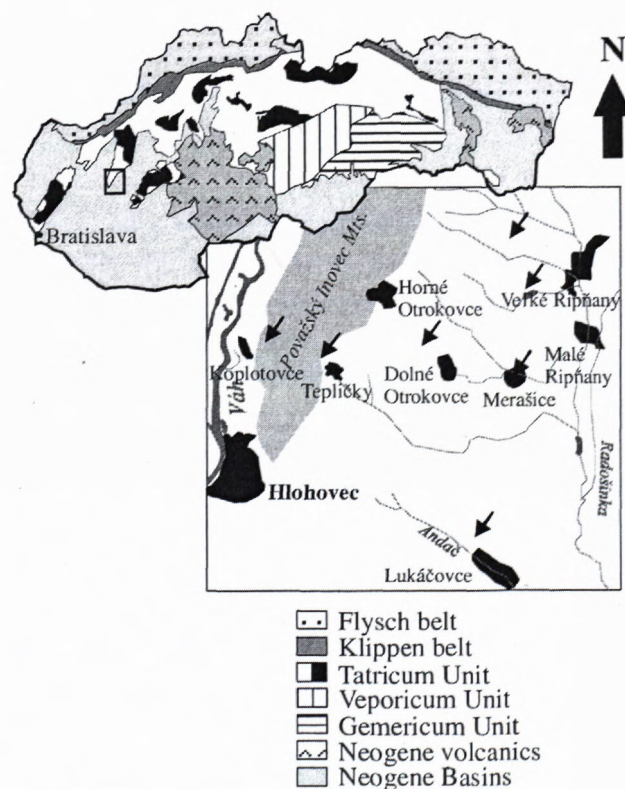 N
Bratislava
Považský Inovec Mts.
Horné
Otrokovce
Veľké Ripňany
Koplotovce
Váh
Tepličky
Dolné
Otrokovce
Merašice
Malé
Ripňany
Radošinka
Hlohovec
Andač
Lukáčovce
Flysch belt
Klippen belt
Tatricum Unit
Veporicum Unit
Gemericum Unit
Neogene volcanics
Neogene Basins